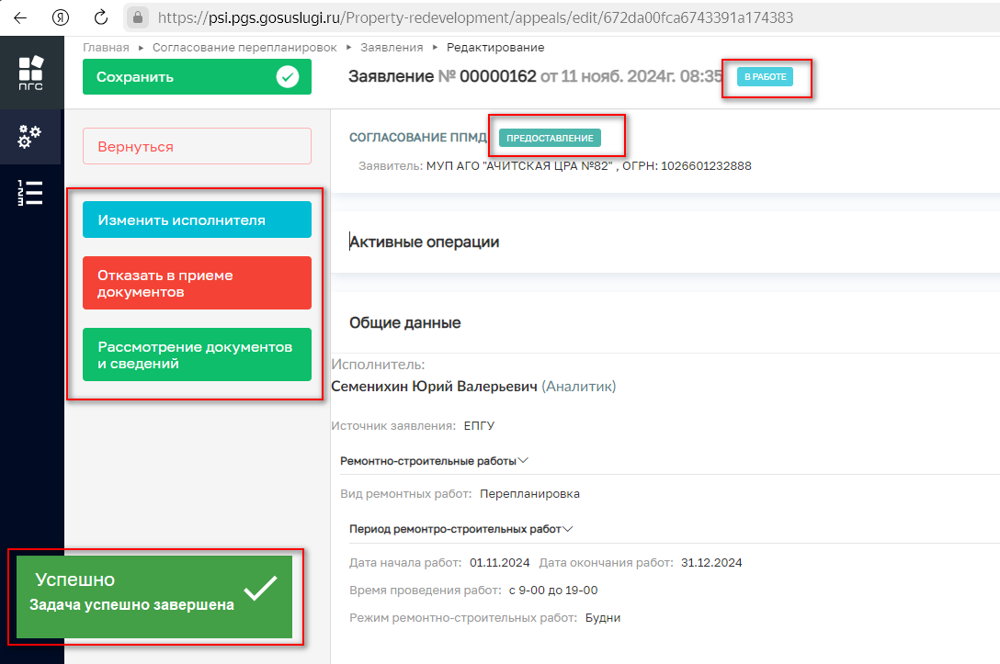 https://psi.pgs.gosuslugi.ru/Property-redevelopment/appeals/edit/672da00fca6743391a174383
Главная ▸ Согласование перепланировок ▸ Заявления ▸ Редактирование
пгс
Сохранить
Заявление № 00000162 от 11 нояб. 2024г. 08:35
В РАБОТЕ
Вернуться
СОГЛАСОВАНИЕ ППМД
ПРЕДОСТАВЛЕНИЕ
Заявитель: МУП АГО "АЧИТСКАЯ ЦРА №82" , ОГРН: 1026601232888
Изменить исполнителя
Отказать в приеме
документов
Рассмотрение документов
и сведений
Активные операции
Общие данные
Исполнитель:
Семенихин Юрий Валерьевич (Аналитик)
Источник заявления: ЕПГУ
Ремонтно-строительные работы
Вид ремонтных работ: Перепланировка
Период ремонтро-строительных работ
Дата начала работ: 01.11.2024 Дата окончания работ: 31.12.2024
Время проведения работ: с 9-00 до 19-00
Режим ремонтно-строительных работ: Будни
Успешно
Задача успешно завершена